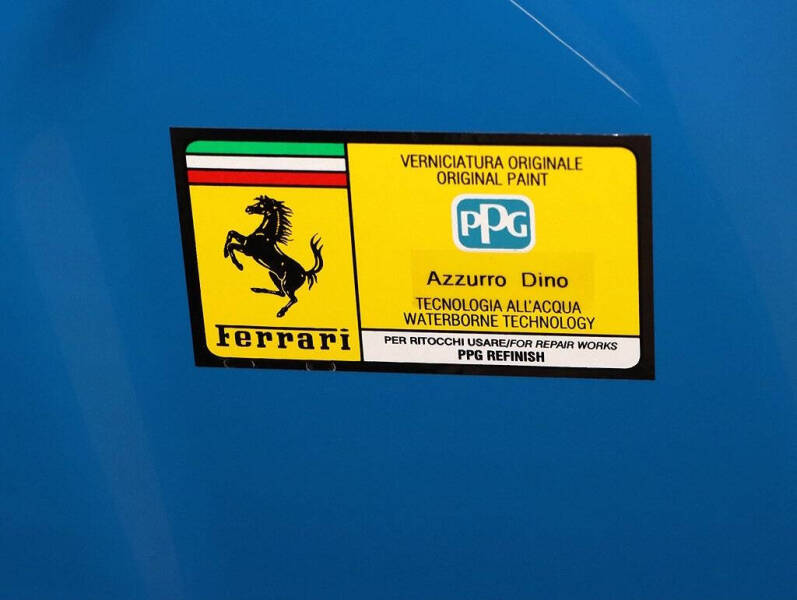 Ferrari
VERNICIATURA ORIGINALE
ORIGINAL PAINT
PPG
Azzurro Dino
TECNOLOGIA ALL'ACQUA
WATERBORNE TECHNOLOGY
PER RITOCCHI USARE/FOR REPAIR WORKS
PPG REFINISH